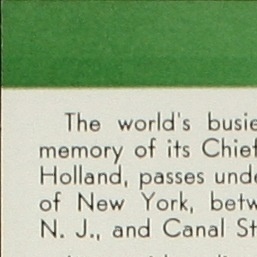 The world's busie
memory of its Chief
Holland, passes unde
of New York, betw
N. J., and Canal St